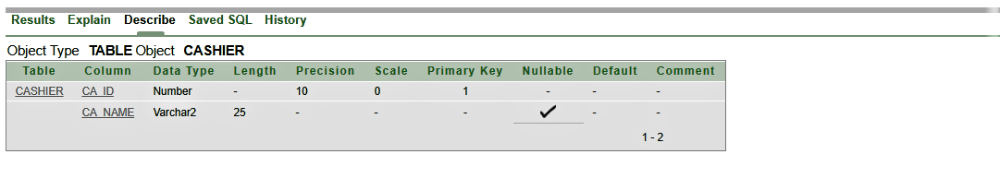 Results Explain Describe Saved SQL History
Object Type TABLE Object CASHIER
Table Column Data Type Length Precision Scale Primary Key Nullable Default Comment
CASHIER CA_ID Number - 10 0 1 - - -
CA_NAME Varchar2 25 - - - ✓ - -
1 - 2